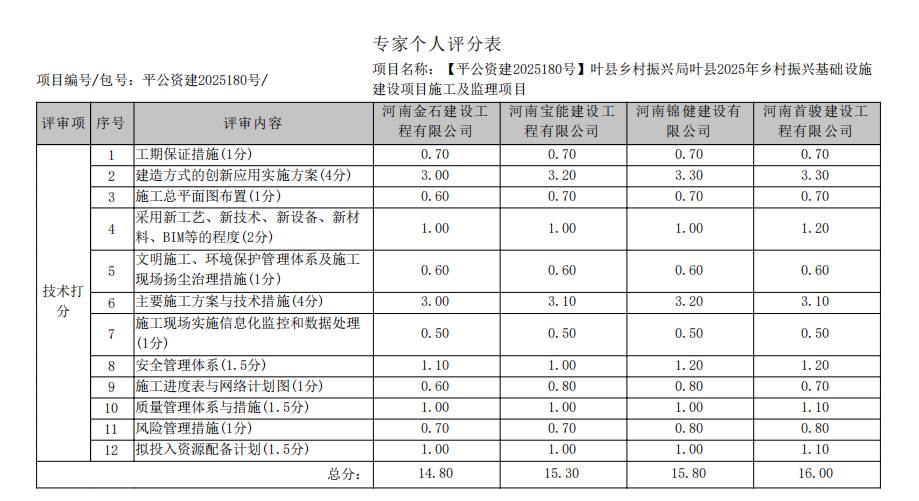 专家个人评分表
项目编号/包号：平公资建2025180号/
项目名称：【平公资建2025180号】叶县乡村振兴局叶县2025年乡村振兴基础设施
建设项目施工及监理项目
评审项 序号 评审内容 河南金石建设工程有限公司 河南宝能建设工程有限公司 河南锦健建设有限公司 河南首骏建设工程有限公司
技术打分
1 工期保证措施(1分) 0.70 0.70 0.70 0.70
2 建造方式的创新应用实施方案(4分) 3.00 3.20 3.30 3.30
3 施工总平面图布置(1分) 0.60 0.70 0.70 0.70
4 采用新工艺、新技术、新设备、新材料、BIM等的程度(2分) 1.00 1.00 1.00 1.20
5 文明施工、环境保护管理体系及施工现场扬尘治理措施(1分) 0.60 0.60 0.60 0.60
6 主要施工方案与技术措施(4分) 3.00 3.10 3.20 3.10
7 施工现场实施信息化监控和数据处理(1分) 0.50 0.50 0.50 0.50
8 安全管理体系(1.5分) 1.10 1.00 1.20 1.20
9 施工进度表与网络计划图(1分) 0.60 0.80 0.80 0.70
10 质量管理体系与措施(1.5分) 1.00 1.00 1.00 1.10
11 风险管理措施(1分) 0.70 0.70 0.80 0.80
12 拟投入资源配备计划(1.5分) 1.00 1.00 1.00 1.10
总分： 14.80 15.30 15.80 16.00